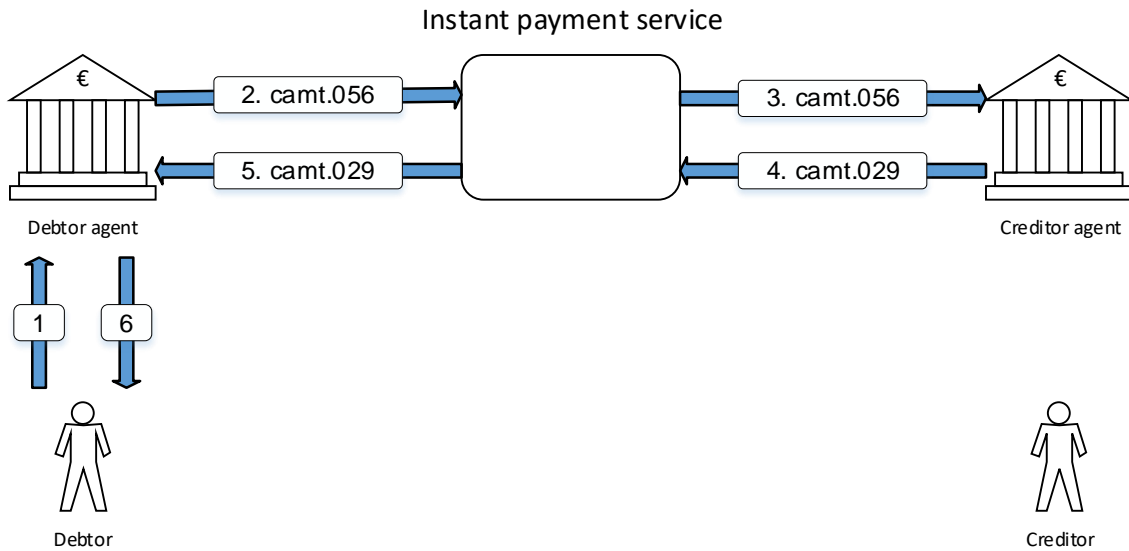 Instant payment service
€
2. camt.056
3. camt.056
€
5. camt.029
4. camt.029
Debtor agent
Creditor agent
1
6
Debtor
Creditor